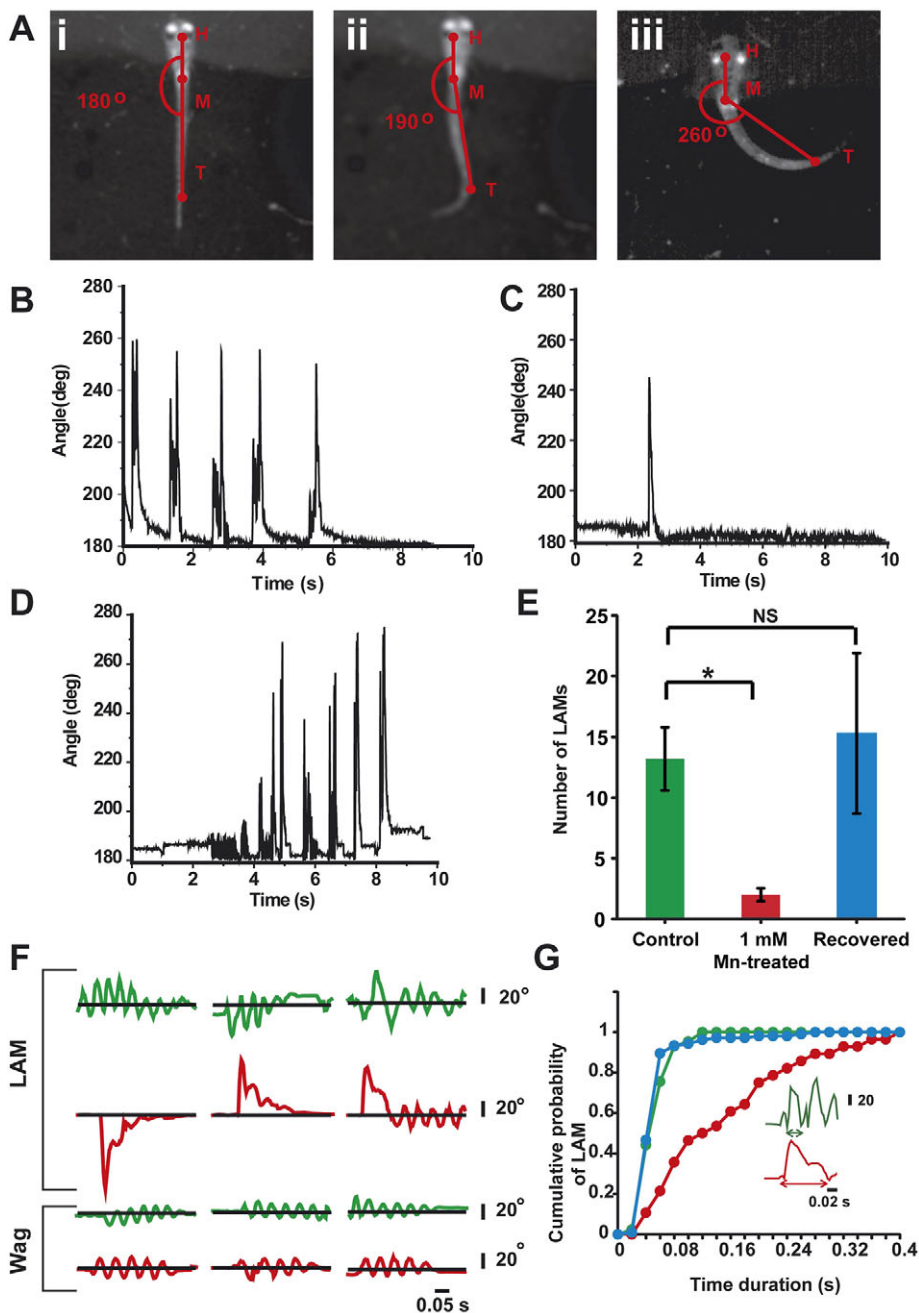 A
i
H
M
180°
T
ii
H
M
190°
T
iii
H
M
260°
T
B
280
260
240
220
200
180
Angle(deg)
0 2 4 6 8 10
Time (s)
C
280
260
240
220
200
180
Angle(deg)
0 2 4 6 8 10
Time (s)
D
280
260
240
220
200
180
Angle (deg)
0 2 4 6 8 10
Time (s)
E
25
20
15
10
5
0
Number of LAMs
NS
*
Control 1 mM Recovered
Mn-treated
F
LAM
20°
20°
Wag
20°
20°
0.05 s
G
1
0.8
0.6
0.4
0.2
0
Cumulative probability
of LAM
20
0.02 s
0 0.08 0.16 0.24 0.32 0.4
Time duration (s)